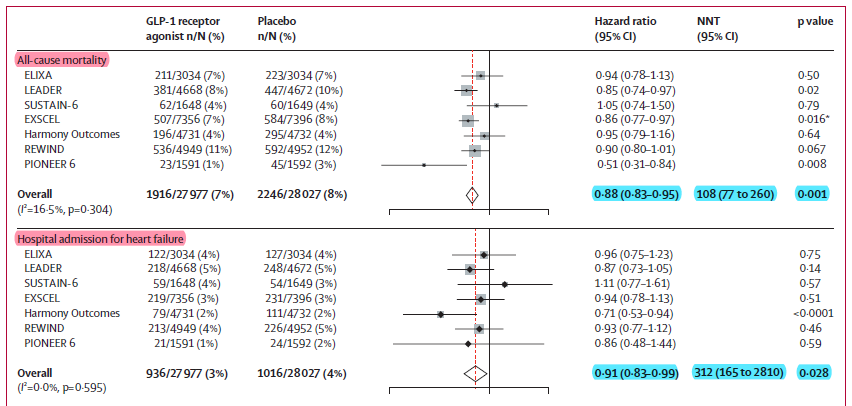 GLP-1 receptor agonist n/N (%) Placebo n/N (%) Hazard ratio (95% CI) NNT (95% CI) p value
All-cause mortality
ELIXA 211/3034 (7%) 223/3034 (7%) 0·94 (0·78–1·13) 0·50
LEADER 381/4668 (8%) 447/4672 (10%) 0·85 (0·74–0·97) 0·02
SUSTAIN-6 62/1648 (4%) 60/1649 (4%) 1·05 (0·74–1·50) 0·79
EXSCEL 507/7356 (7%) 584/7396 (8%) 0·86 (0·77–0·97) 0·016*
Harmony Outcomes 196/4731 (4%) 295/4732 (4%) 0·95 (0·79–1·16) 0·64
REWIND 536/4949 (11%) 592/4952 (12%) 0·90 (0·80–1·01) 0·067
PIONEER 6 23/1591 (1%) 45/1592 (3%) 0·51 (0·31–0·84) 0·008
Overall 1916/27 977 (7%) 2246/28 027 (8%) 0·88 (0·83–0·95) 108 (77 to 260) 0·001
(I²=16·5%, p=0·304)
Hospital admission for heart failure
ELIXA 122/3034 (4%) 127/3034 (4%) 0·96 (0·75–1·23) 0·75
LEADER 218/4668 (5%) 248/4672 (5%) 0·87 (0·73–1·05) 0·14
SUSTAIN-6 59/1648 (4%) 54/1649 (3%) 1·11 (0·77–1·61) 0·57
EXSCEL 219/7356 (3%) 231/7396 (3%) 0·94 (0·78–1·13) 0·51
Harmony Outcomes 79/4731 (2%) 111/4732 (2%) 0·71 (0·53–0·94) <0·0001
REWIND 213/4949 (4%) 226/4952 (5%) 0·93 (0·77–1·12) 0·46
PIONEER 6 21/1591 (1%) 24/1592 (2%) 0·86 (0·48–1·44) 0·59
Overall 936/27 977 (3%) 1016/28 027 (4%) 0·91 (0·83–0·99) 312 (165 to 2810) 0·028
(I²=0·0%, p=0·595)